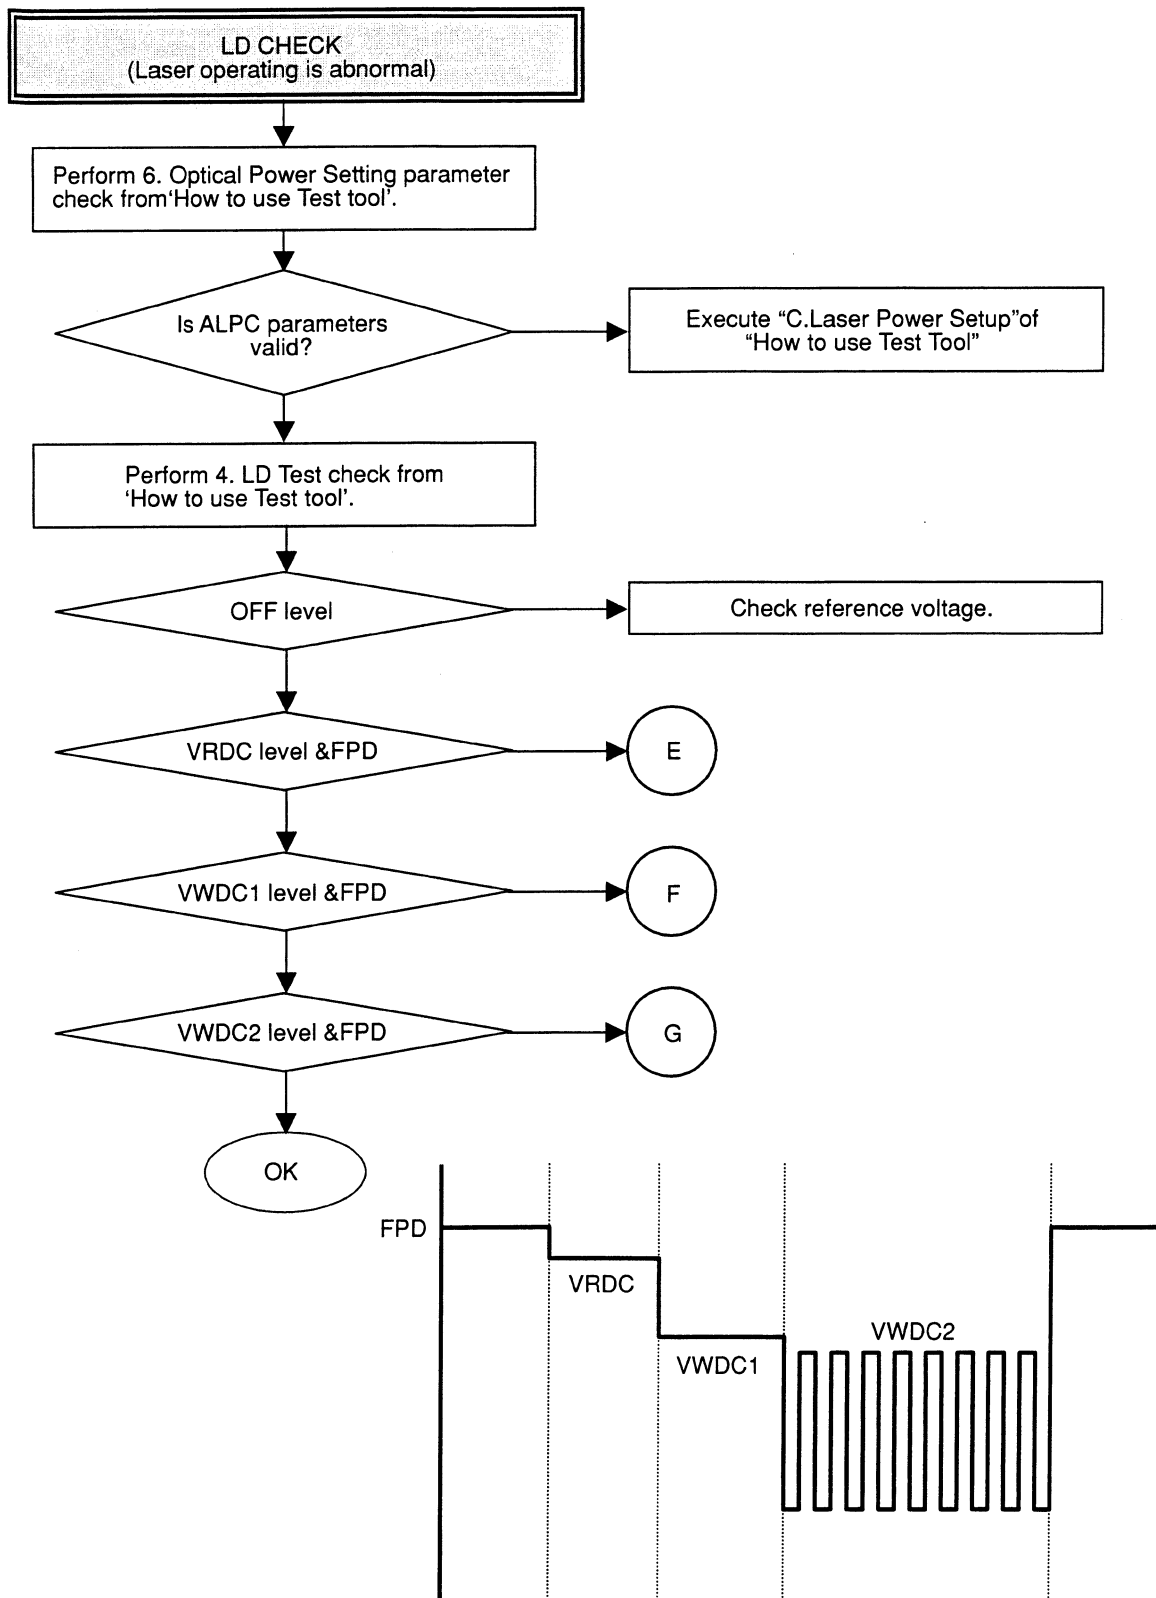 LD CHECK
(Laser operating is abnormal)
Perform 6. Optical Power Setting parameter
check from‘How to use Test tool’.
Is ALPC parameters
valid?
Execute “C.Laser Power Setup”of
“How to use Test Tool”
Perform 4. LD Test check from
‘How to use Test tool’.
OFF level
Check reference voltage.
VRDC level &FPD
E
VWDC1 level &FPD
F
VWDC2 level &FPD
G
OK
FPD
VRDC
VWDC2
VWDC1